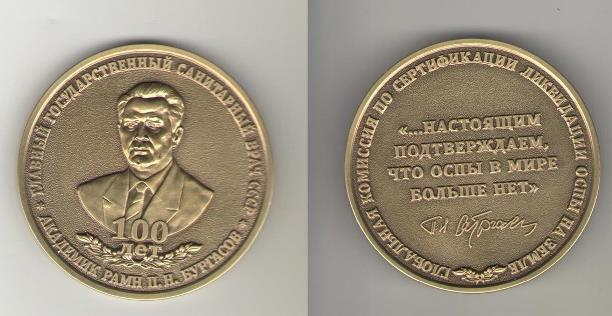 * ГЛАВНЫЙ ГОСУДАРСТВЕННЫЙ САНИТАРНЫЙ ВРАЧ СССР *
100
лет
АКАДЕМИК РАМН П. Н. БУРГАСОВ
ГЛОБАЛЬНАЯ КОМИССИЯ ПО СЕРТИФИКАЦИИ ЛИКВИДАЦИИ ОСПЫ НА ЗЕМЛЕ
«...НАСТОЯЩИМ
ПОДТВЕРЖДАЕМ,
ЧТО ОСПЫ В МИРЕ
БОЛЬШЕ НЕТ»